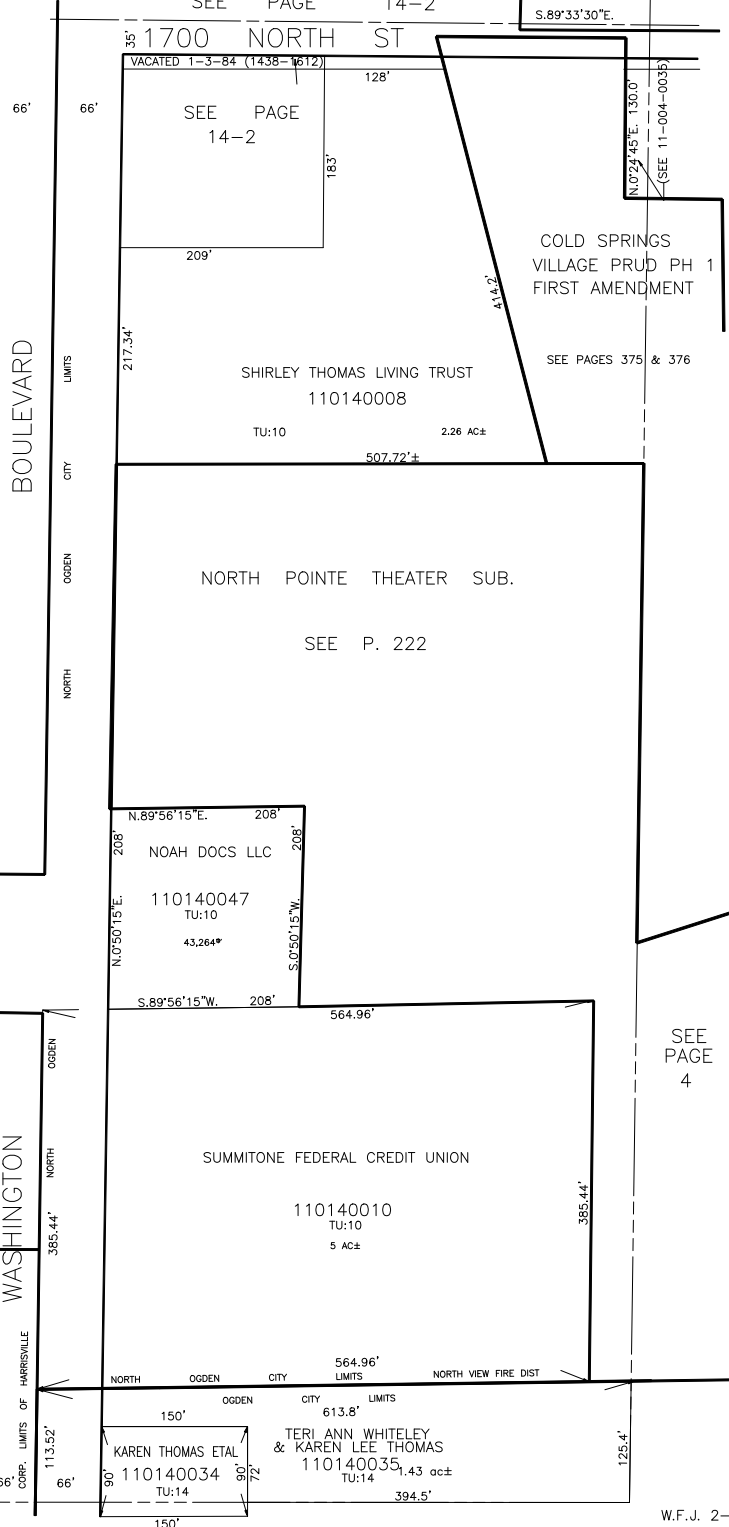 SEE PAGE 14-2
S.89°33'30"E.
35'
1700 NORTH ST
VACATED 1-3-84 (1438-1612)
128'
66'
66'
SEE PAGE
14-2
183'
209'
N.0°24'45"E. 130.0'
(SEE 11-004-0035)
COLD SPRINGS
VILLAGE PRUD PH 1
FIRST AMENDMENT
SEE PAGES 375 & 376
414.2'
217.34'
BOULEVARD
LIMITS
CITY
OGDEN
NORTH
SHIRLEY THOMAS LIVING TRUST
110140008
TU:10
2.26 AC±
507.72'±
NORTH POINTE THEATER SUB.
SEE P. 222
N.89°56'15"E. 208'
208'
208'
NOAH DOCS LLC
110140047
TU:10
43,264
N.0°50'15"E.
S.0°50'15"W.
S.89°56'15"W. 208'
564.96'
SEE
PAGE
4
OGDEN
NORTH
385.44'
WASHINGTON
SUMMITONE FEDERAL CREDIT UNION
110140010
TU:10
5 AC±
385.44'
564.96'
NORTH OGDEN CITY LIMITS NORTH VIEW FIRE DIST
OGDEN CITY LIMITS
613.8'
CORP. LIMITS OF HARRISVILLE
113.52'
66'
66'
150'
KAREN THOMAS ETAL
110140034
TU:14
90'
90'
72'
150'
TERI ANN WHITELEY
& KAREN LEE THOMAS
110140035
TU:14
1.43 ac±
125.4'
394.5'
W.F.J. 2-